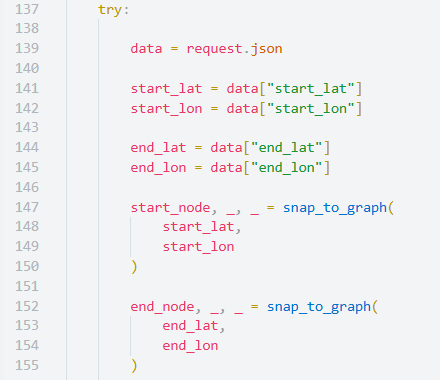 137 try:
138
139 data = request.json
140
141 start_lat = data["start_lat"]
142 start_lon = data["start_lon"]
143
144 end_lat = data["end_lat"]
145 end_lon = data["end_lon"]
146
147 start_node, _, _ = snap_to_graph(
148 start_lat,
149 start_lon
150 )
151
152 end_node, _, _ = snap_to_graph(
153 end_lat,
154 end_lon
155 )